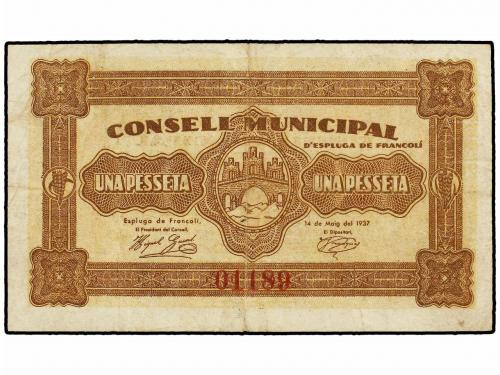 CONSELL MUNICIPAL
D'ESPLUGA DE FRANCOLÍ
UNA PESSETA UNA PESSETA
Espluga de Francolí, 14 de Maig del 1937
El President del Consell, El Dipositari,
01189